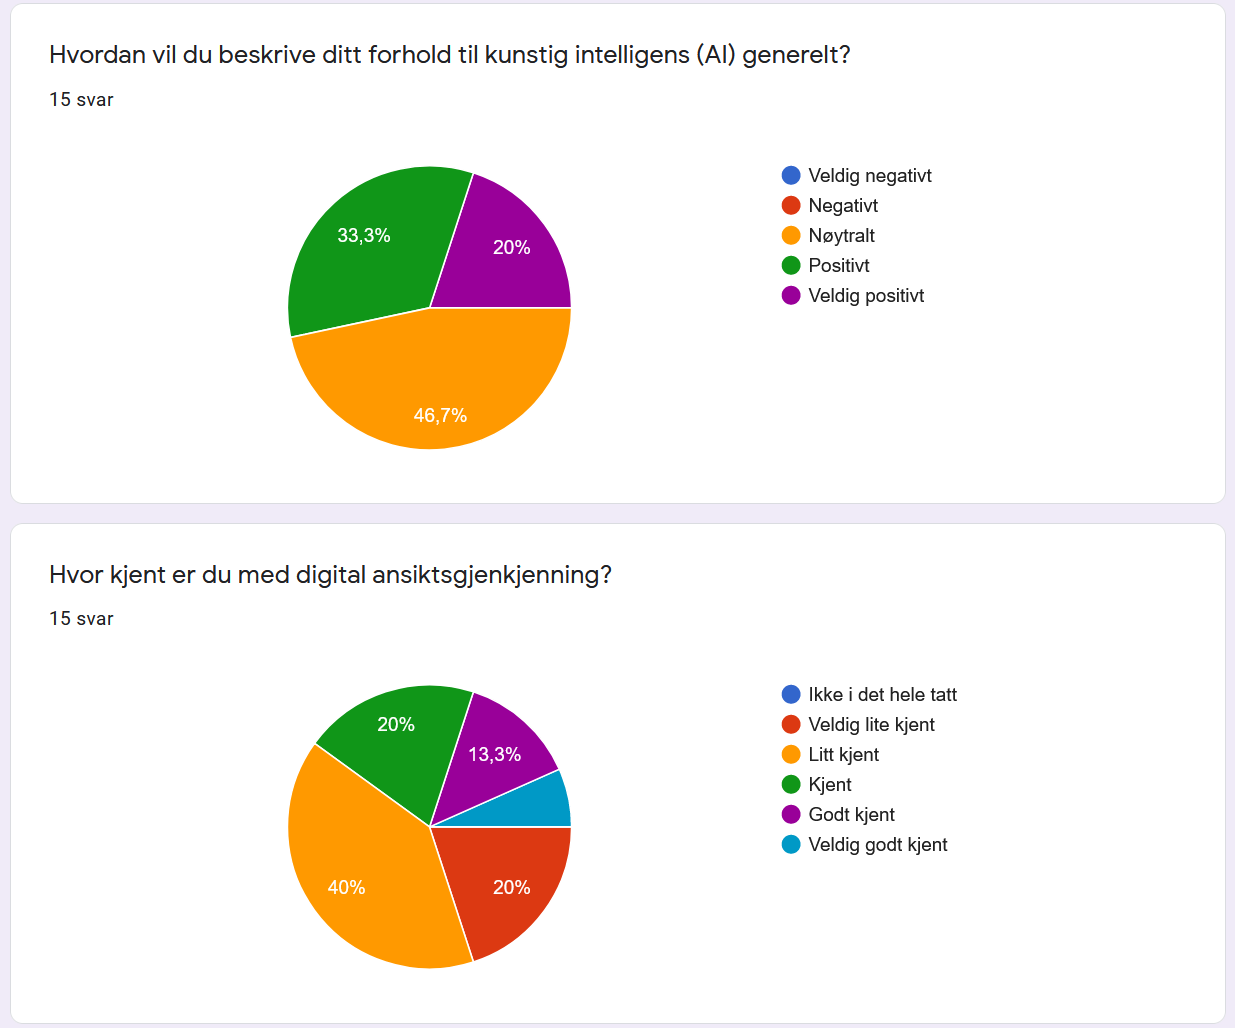 Hvordan vil du beskrive ditt forhold til kunstig intelligens (AI) generelt?
15 svar
33,3%
20%
46,7%
Veldig negativt
Negativt
Nøytralt
Positivt
Veldig positivt
Hvor kjent er du med digital ansiktsgjenkjenning?
15 svar
20%
13,3%
40%
20%
Ikke i det hele tatt
Veldig lite kjent
Litt kjent
Kjent
Godt kjent
Veldig godt kjent